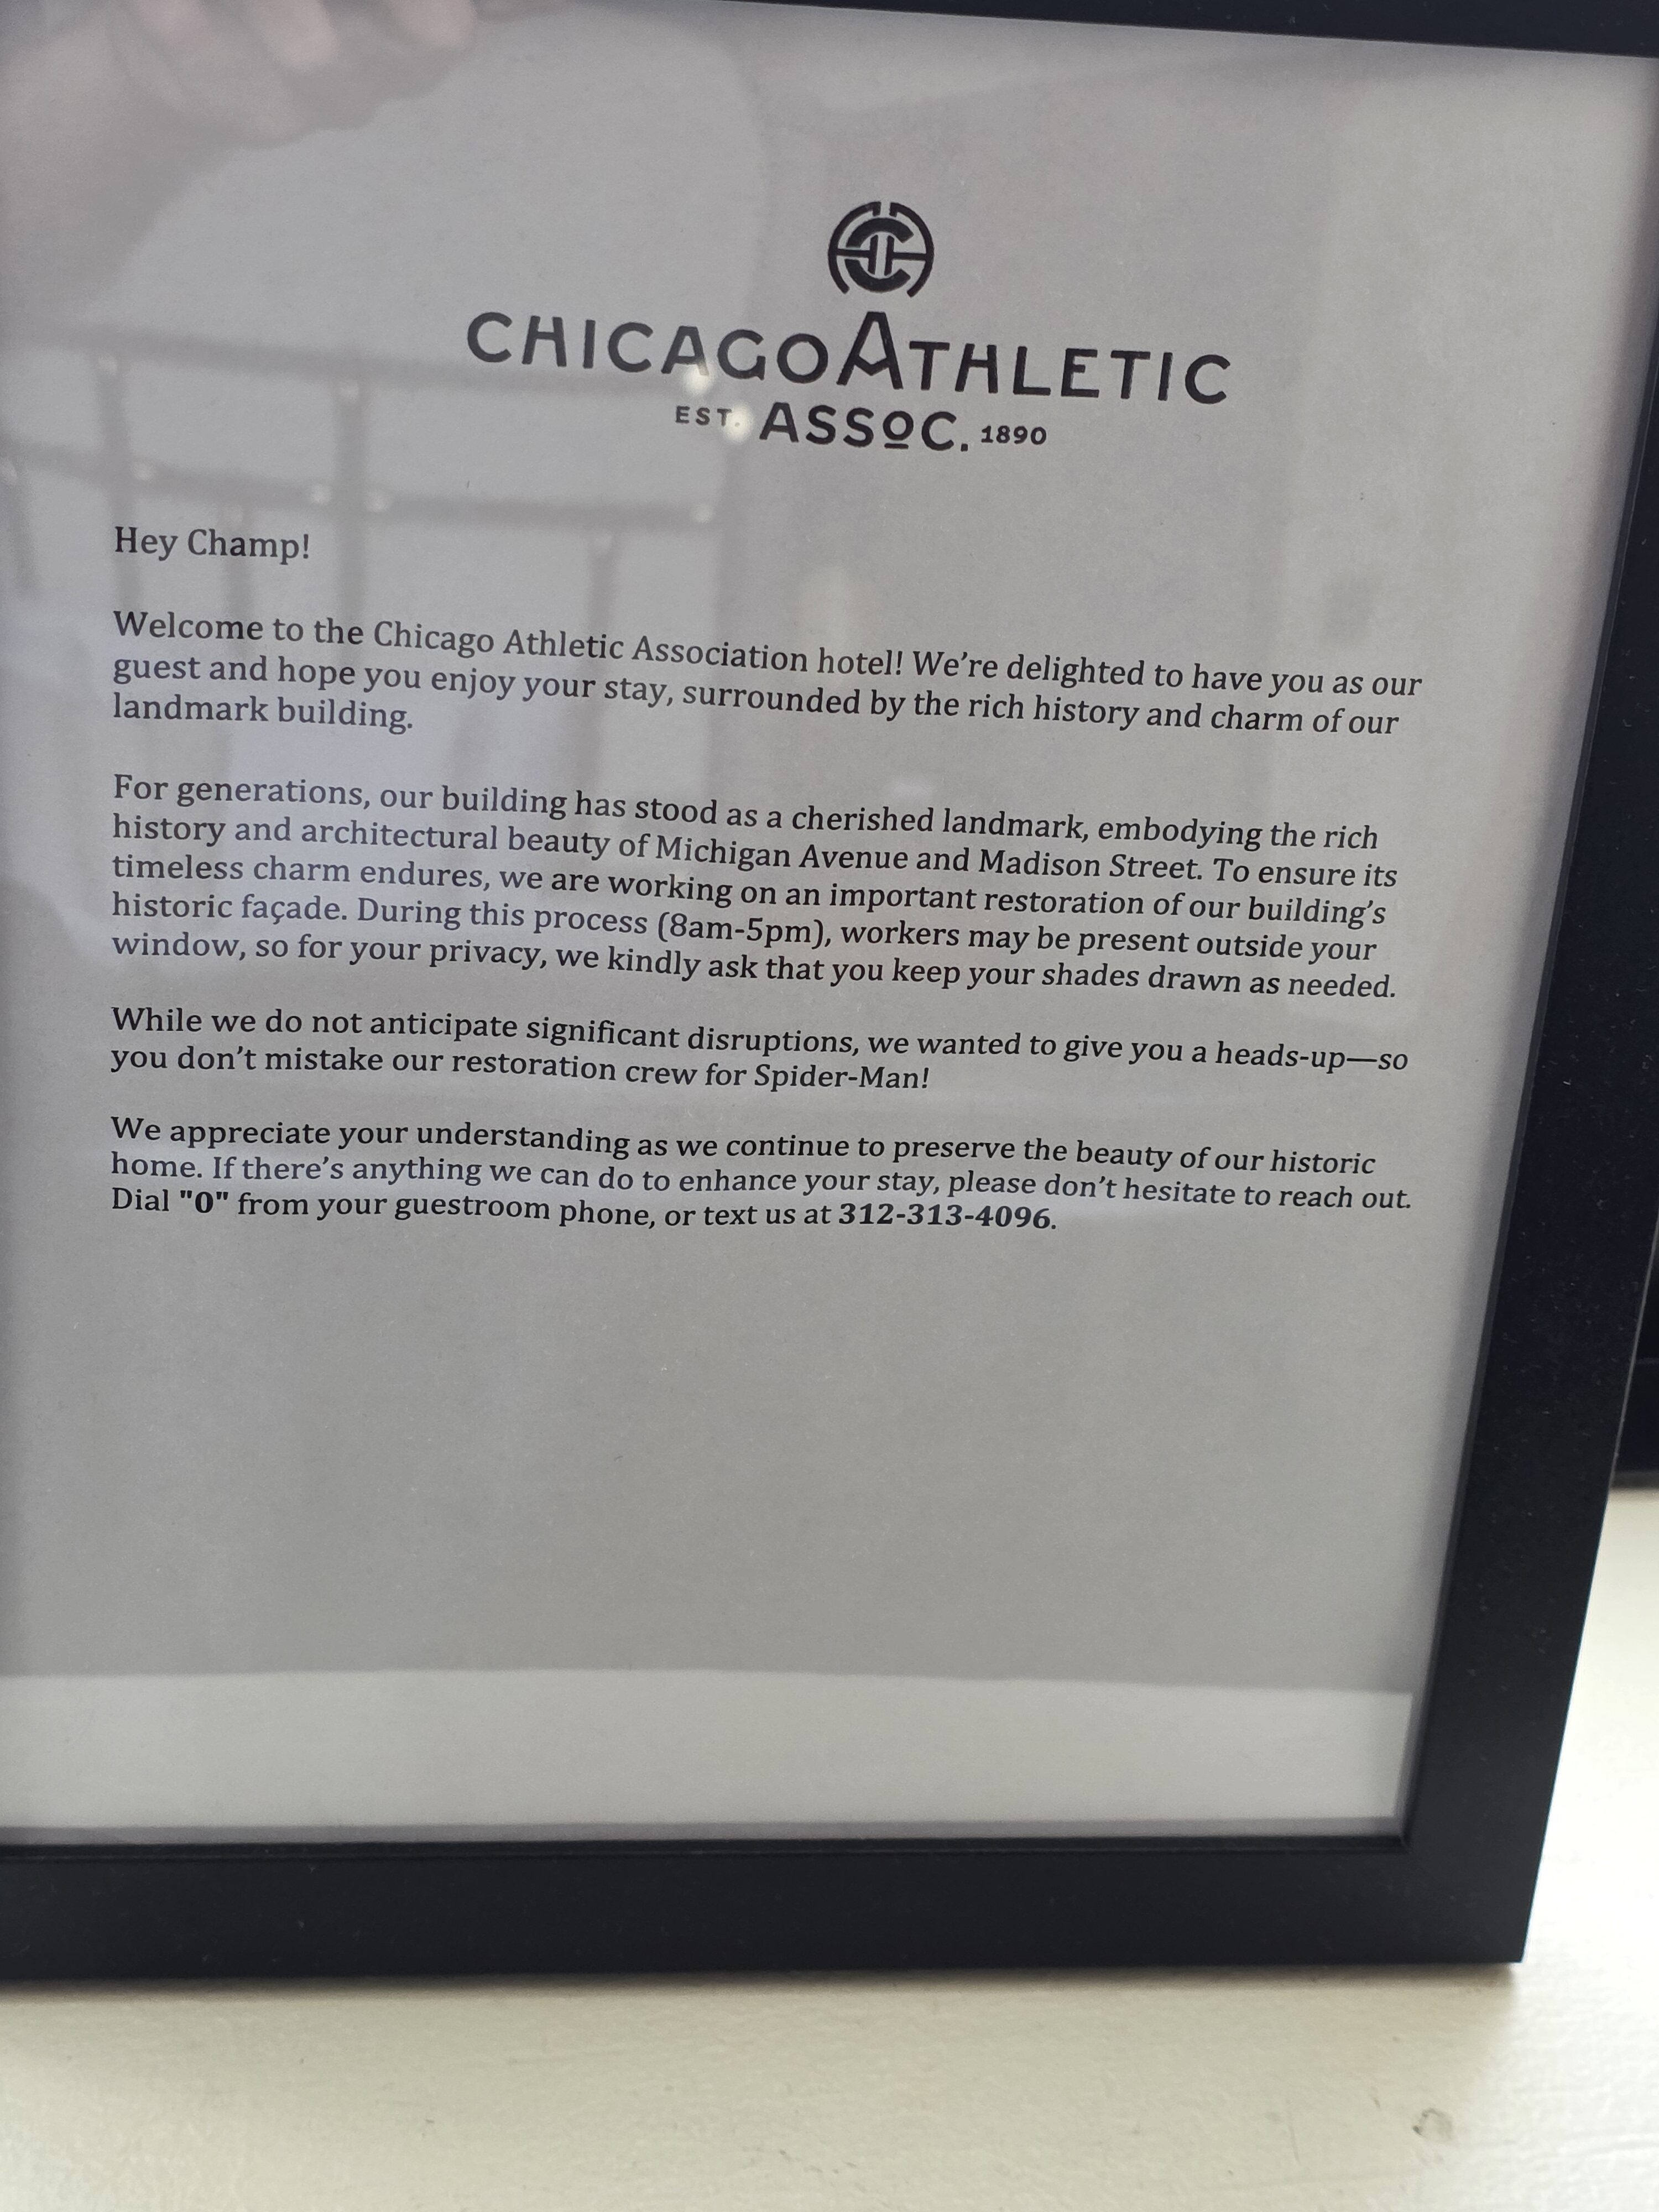 CHICAGO ATHLETIC
EST. ASSOC. 1890
Hey Champ!
Welcome to the Chicago Athletic Association hotel! We’re delighted to have you as our
guest and hope you enjoy your stay, surrounded by the rich history and charm of our
landmark building.
For generations, our building has stood as a cherished landmark, embodying the rich
history and architectural beauty of Michigan Avenue and Madison Street. To ensure its
timeless charm endures, we are working on an important restoration of our building’s
historic façade. During this process (8am-5pm), workers may be present outside your
window, so for your privacy, we kindly ask that you keep your shades drawn as needed.
While we do not anticipate significant disruptions, we wanted to give you a heads-up—so
you don’t mistake our restoration crew for Spider-Man!
We appreciate your understanding as we continue to preserve the beauty of our historic
home. If there’s anything we can do to enhance your stay, please don’t hesitate to reach out.
Dial "0" from your guestroom phone, or text us at 312-313-4096.